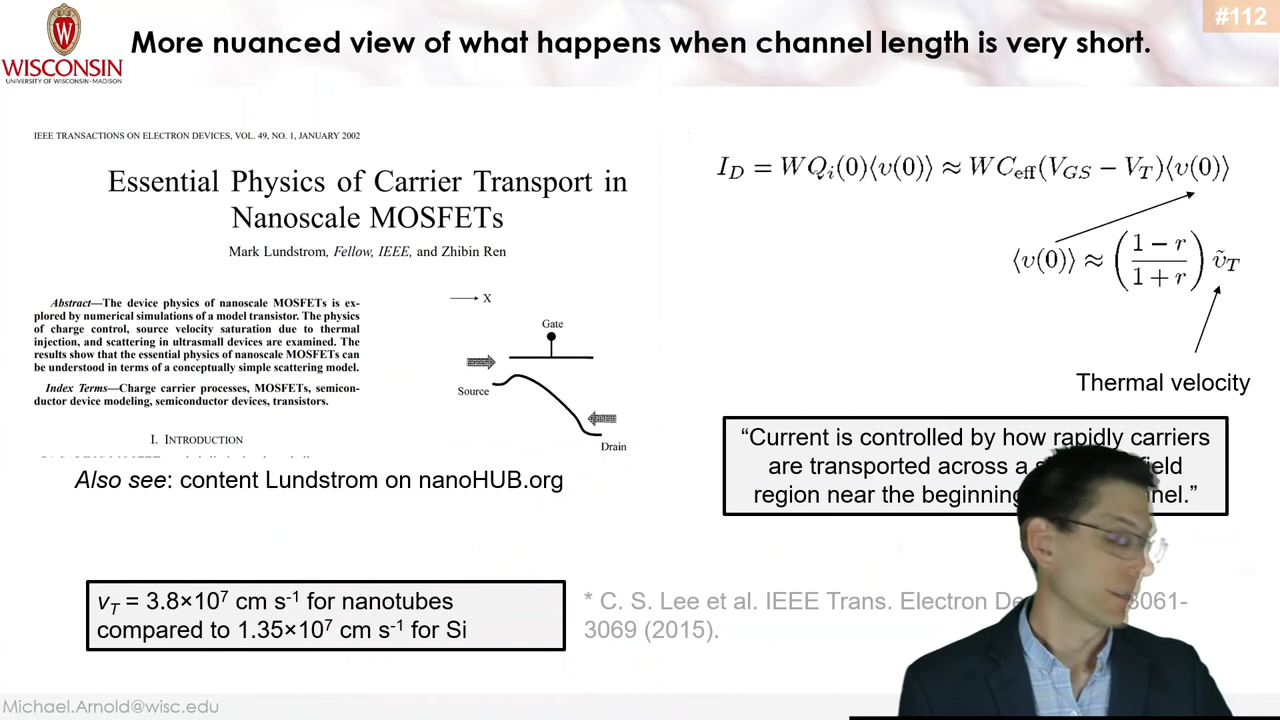 #112
More nuanced view of what happens when channel length is very short.
WISCONSIN
UNIVERSITY OF WISCONSIN-MADISON
IEEE TRANSACTIONS ON ELECTRON DEVICES, VOL. 49, NO. 1, JANUARY 2002
Essential Physics of Carrier Transport in
Nanoscale MOSFETs
Mark Lundstrom, Fellow, IEEE, and Zhibin Ren
Abstract—The device physics of nanoscale MOSFETs is ex-
plored by numerical simulations of a model transistor. The physics
of charge control, source velocity saturation due to thermal
injection, and scattering in ultrasmall devices are examined. The
results show that the essential physics of nanoscale MOSFETs can
be understood in terms of a conceptually simple scattering model.
Index Terms—Charge carrier processes, MOSFETs, semicon-
ductor device modeling, semiconductor devices, transistors.
I. INTRODUCTION
X
Gate
Source
Drain
Also see: content Lundstrom on nanoHUB.org
I_D = WQ_i(0)⟨υ(0)⟩ ≈ WC_eff(V_GS − V_T)⟨υ(0)⟩
⟨υ(0)⟩ ≈ ((1 − r)/(1 + r)) υ̃_T
Thermal velocity
“Current is controlled by how rapidly carriers
are transported across a
region near the beginning
v_T = 3.8×10⁷ cm s⁻¹ for nanotubes
compared to 1.35×10⁷ cm s⁻¹ for Si
* C. S. Lee et al. IEEE Trans. Electron 3061-
3069 (2015).
Michael.Arnold@wisc.edu